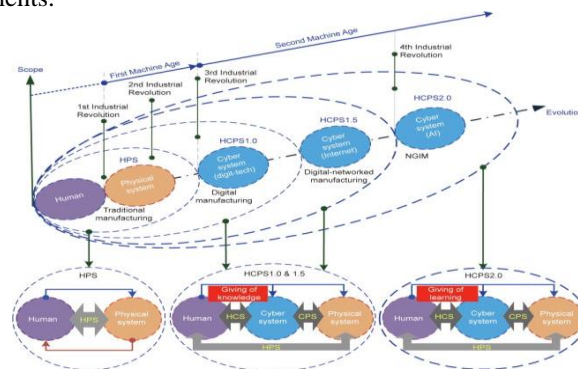 ments.
Scope
First Machine Age
Second Machine Age
1st Industrial
Revolution
2nd Industrial
Revolution
3rd Industrial
Revolution
4th Industrial
Revolution
HPS
HCPS1.0
HCPS1.5
HCPS2.0
Human
Physical
system
Cyber
system
(digit-tech)
Cyber
system
(Internet)
Cyber
system
(AI)
Evolution
Traditional
manufacturing
Digital
manufacturing
Digital-networked
manufacturing
NGIM
HPS
Human
HPS
Physical
system
HCPS1.0 & 1.5
Giving of
knowledge
Human
HCS
Cyber
system
CPS
Physical
system
HPS
HCPS2.0
Giving of
learning
Human
HCS
Cyber
system
CPS
Physical
system
HPS